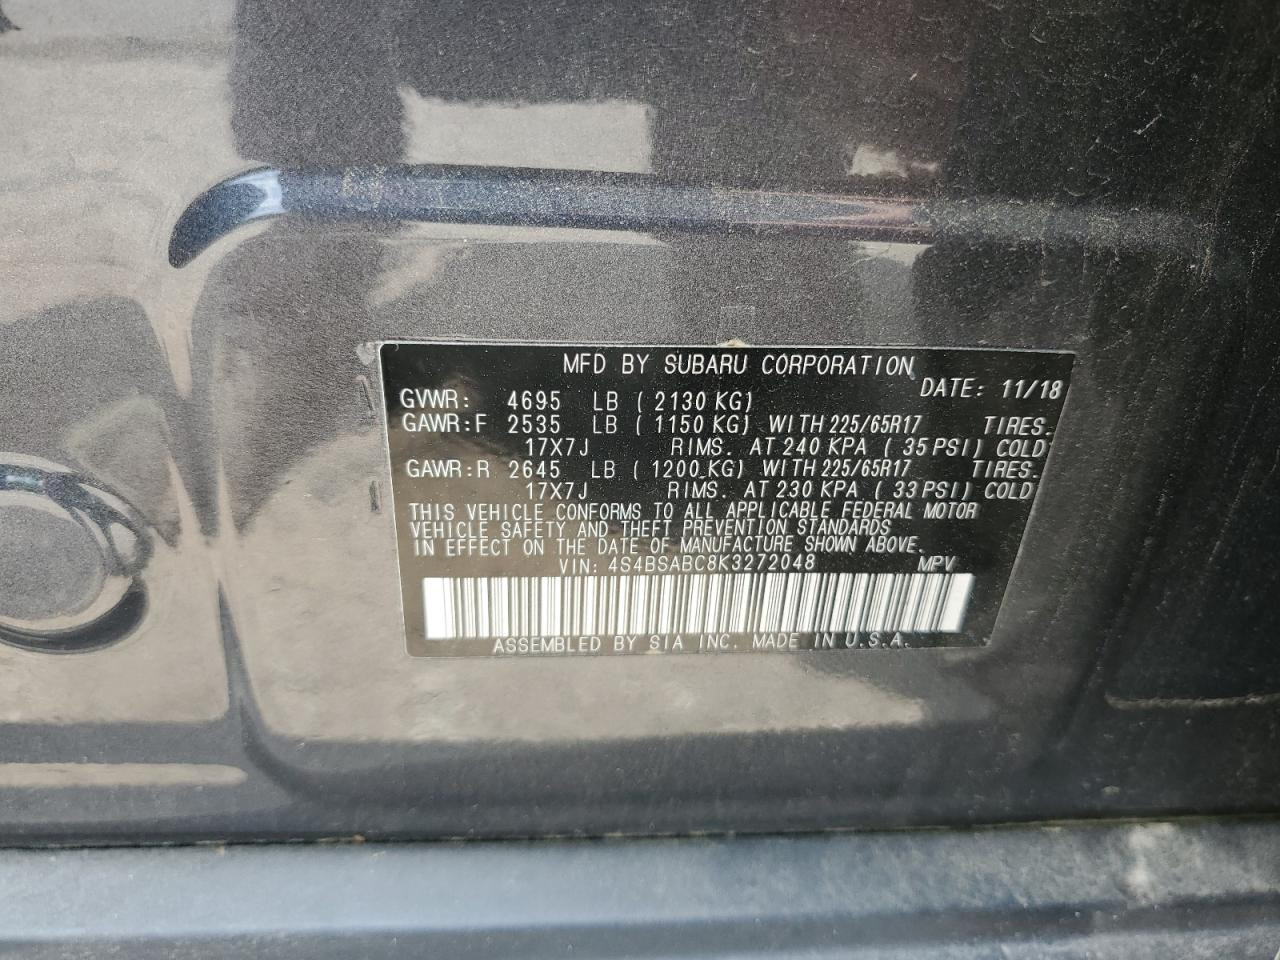 MFD BY SUBARU CORPORATION
DATE: 11/18
GVWR: 4695 LB ( 2130 KG)
GAWR:F 2535 LB ( 1150 KG) WITH 225/65R17 TIRES.
17X7J RIMS. AT 240 KPA ( 35 PSI) COLD
GAWR:R 2645 LB ( 1200 KG) WITH 225/65R17 TIRES.
17X7J RIMS. AT 230 KPA ( 33 PSI) COLD
THIS VEHICLE CONFORMS TO ALL APPLICABLE FEDERAL MOTOR
VEHICLE SAFETY AND THEFT PREVENTION STANDARDS
IN EFFECT ON THE DATE OF MANUFACTURE SHOWN ABOVE.
VIN: 4S4BSABC8K3272048 MPV
ASSEMBLED BY SIA INC. MADE IN U.S.A.